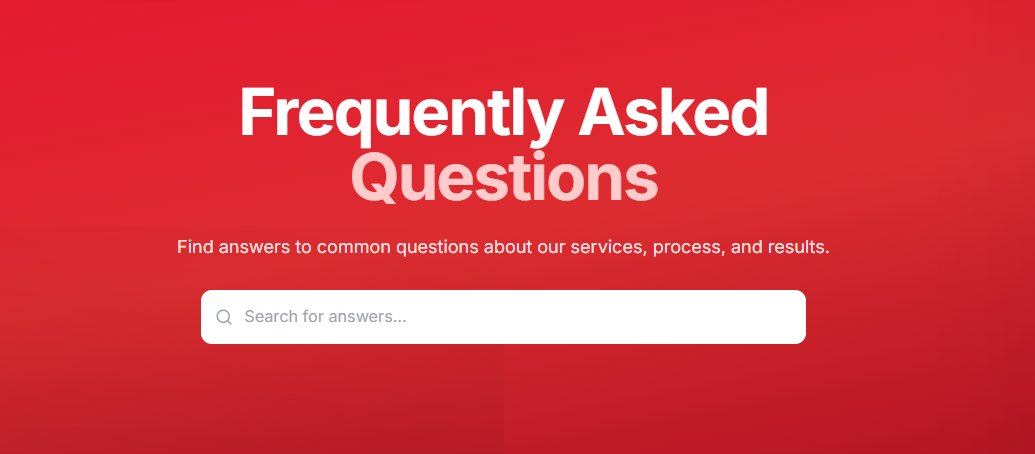 Frequently Asked
Questions
Find answers to common questions about our services, process, and results.
Search for answers...